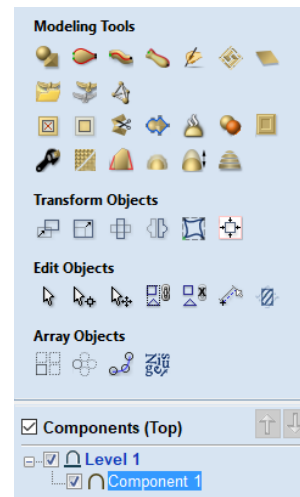 Modeling Tools
Transform Objects
Edit Objects
Array Objects
Components (Top)
Level 1
Component 1